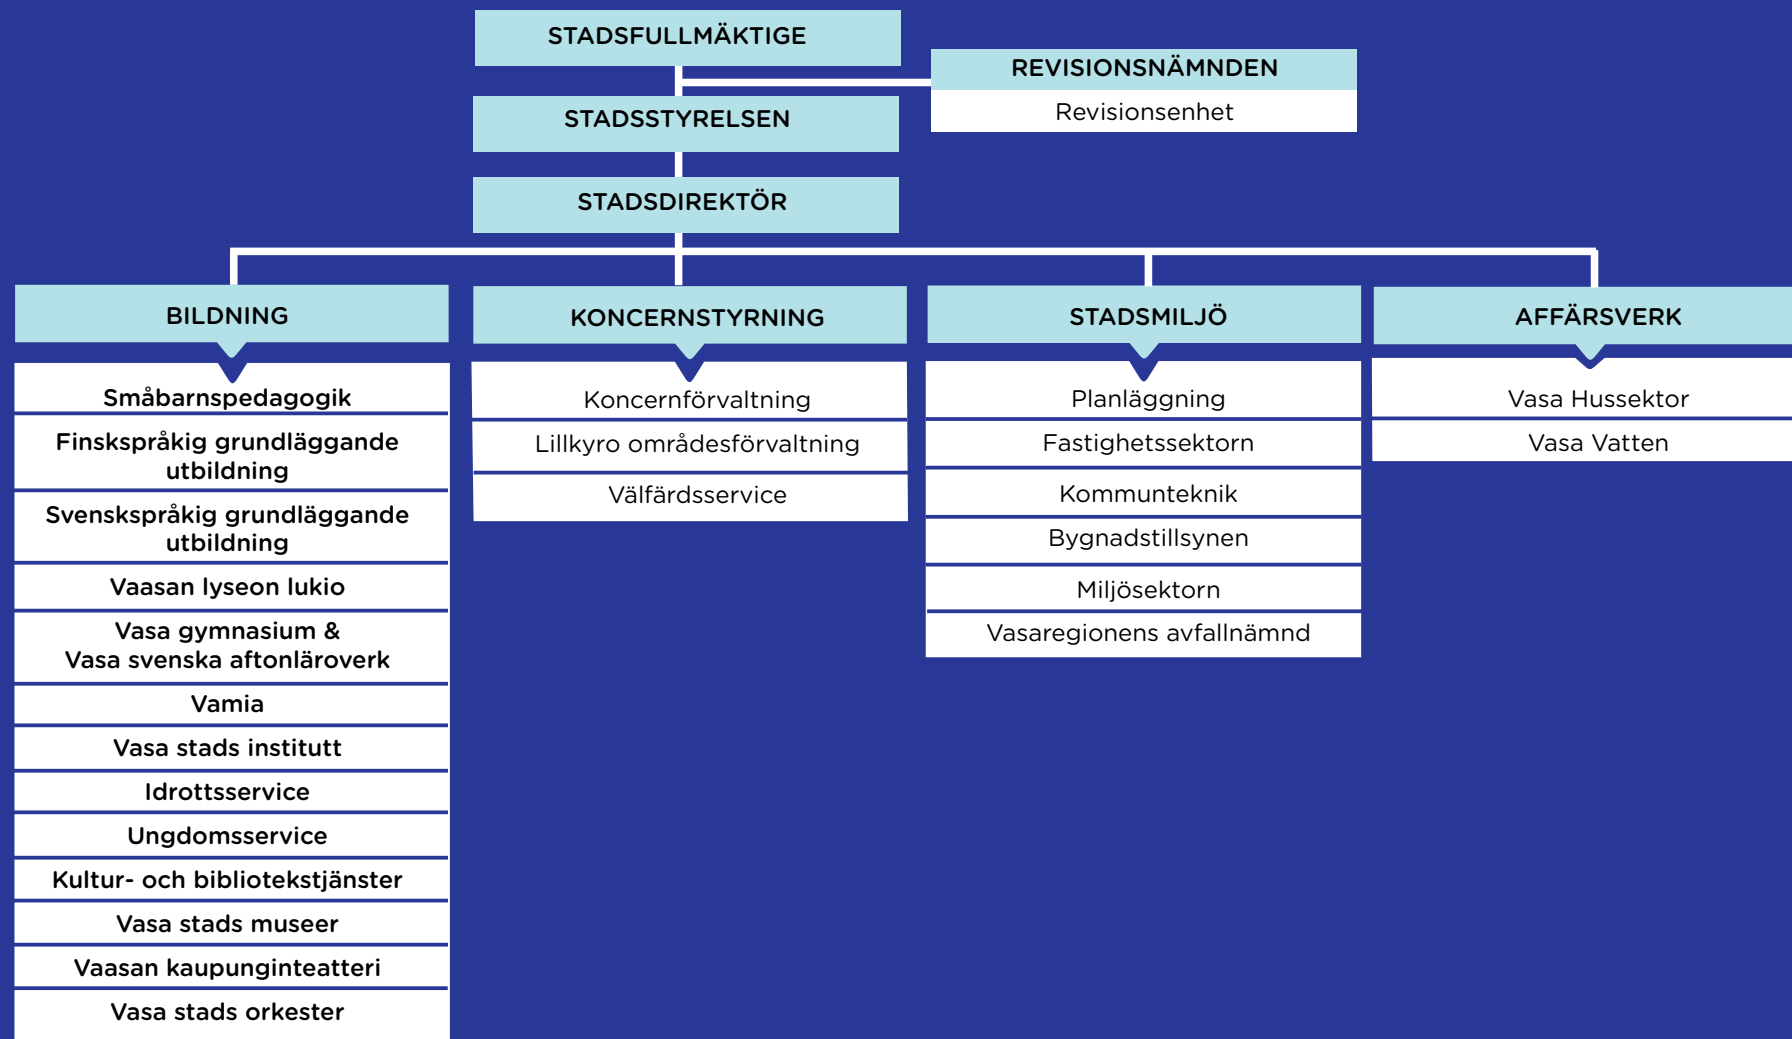 STADSFULLMÄKTIGE
REVISIONSNÄMNDEN
Revisionsenhet
STADSSTYRELSEN
STADSDIREKTÖR
BILDNING
Småbarnspedagogik
Finskspråkig grundläggande
utbildning
Svenskspråkig grundläggande
utbildning
Vaasan lyseon lukio
Vasa gymnasium &
Vasa svenska aftonläroverk
Vamia
Vasa stads institutt
Idrottsservice
Ungdomsservice
Kultur- och bibliotekstjänster
Vasa stads museer
Vaasan kaupunginteatteri
Vasa stads orkester
KONCERNSTYRNING
Koncernförvaltning
Lillkyro områdesförvaltning
Välfärdsservice
STADSMILJÖ
Planläggning
Fastighetssektorn
Kommunteknik
Bygnadstillsynen
Miljösektorn
Vasaregionens avfallnämnd
AFFÄRSVERK
Vasa Hussektor
Vasa Vatten